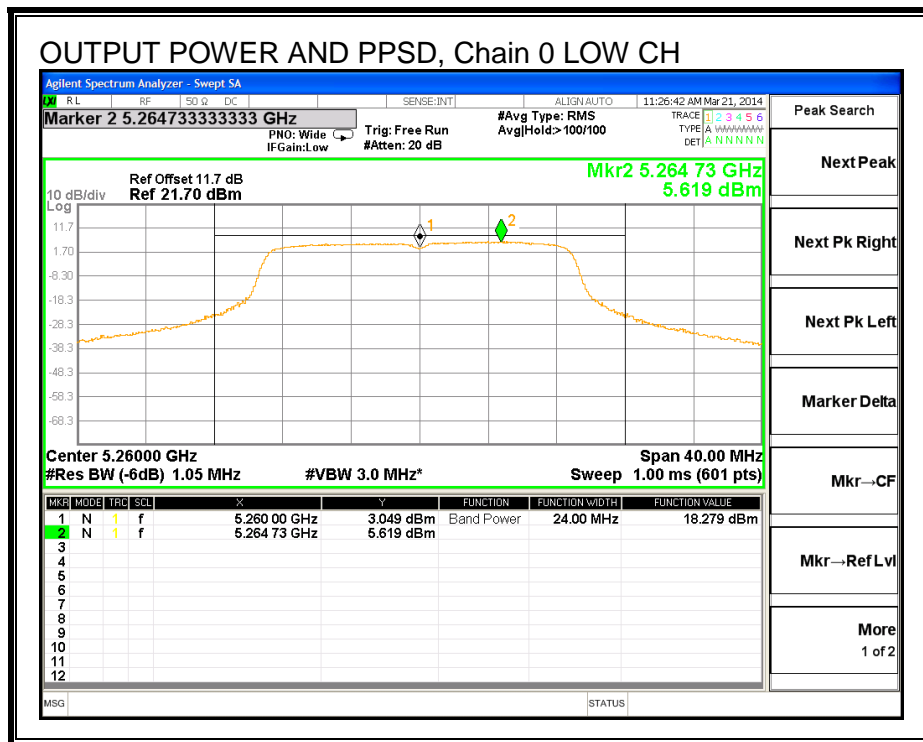 OUTPUT POWER AND PPSD, Chain 0 LOW CH
Agilent Spectrum Analyzer - Swept SA
LXI RL RF 50 Ω DC SENSE:INT ALIGN AUTO 11:26:42 AM Mar 21, 2014
Marker 2 5.264733333333 GHz
PNO: Wide
IFGain:Low
Trig: Free Run
#Atten: 20 dB
#Avg Type: RMS
Avg|Hold:>100/100
TRACE 1 2 3 4 5 6
TYPE A WWWWW
DET A N N N N N
Peak Search
Next Peak
Next Pk Right
Next Pk Left
Marker Delta
Mkr→CF
Mkr→Ref Lvl
More
1 of 2
Mkr2 5.264 73 GHz
5.619 dBm
Ref Offset 11.7 dB
Ref 21.70 dBm
10 dB/div
Log
11.7
1.70
-8.30
-18.3
-28.3
-38.3
-48.3
-58.3
-68.3
1
2
Center 5.26000 GHz Span 40.00 MHz
#Res BW (-6dB) 1.05 MHz #VBW 3.0 MHz* Sweep 1.00 ms (601 pts)
MKR MODE TRC SCL X Y FUNCTION FUNCTION WIDTH FUNCTION VALUE
1 N 1 f 5.260 00 GHz 3.049 dBm Band Power 24.00 MHz 18.279 dBm
2 N 1 f 5.264 73 GHz 5.619 dBm
3
4
5
6
7
8
9
10
11
12
MSG STATUS